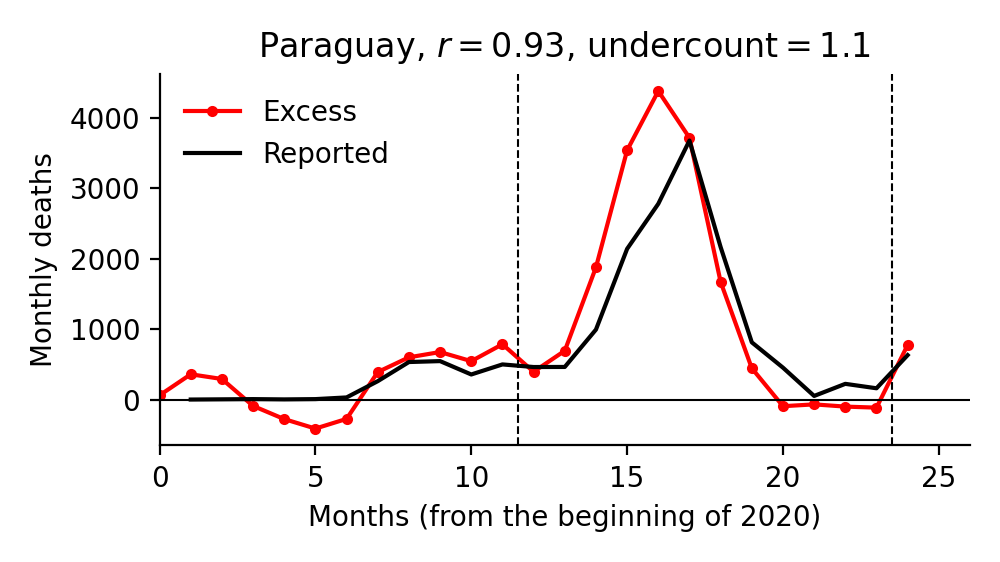 Paraguay, r = 0.93, undercount = 1.1
Excess
Reported
Monthly deaths
4000
3000
2000
1000
0
0 5 10 15 20 25
Months (from the beginning of 2020)